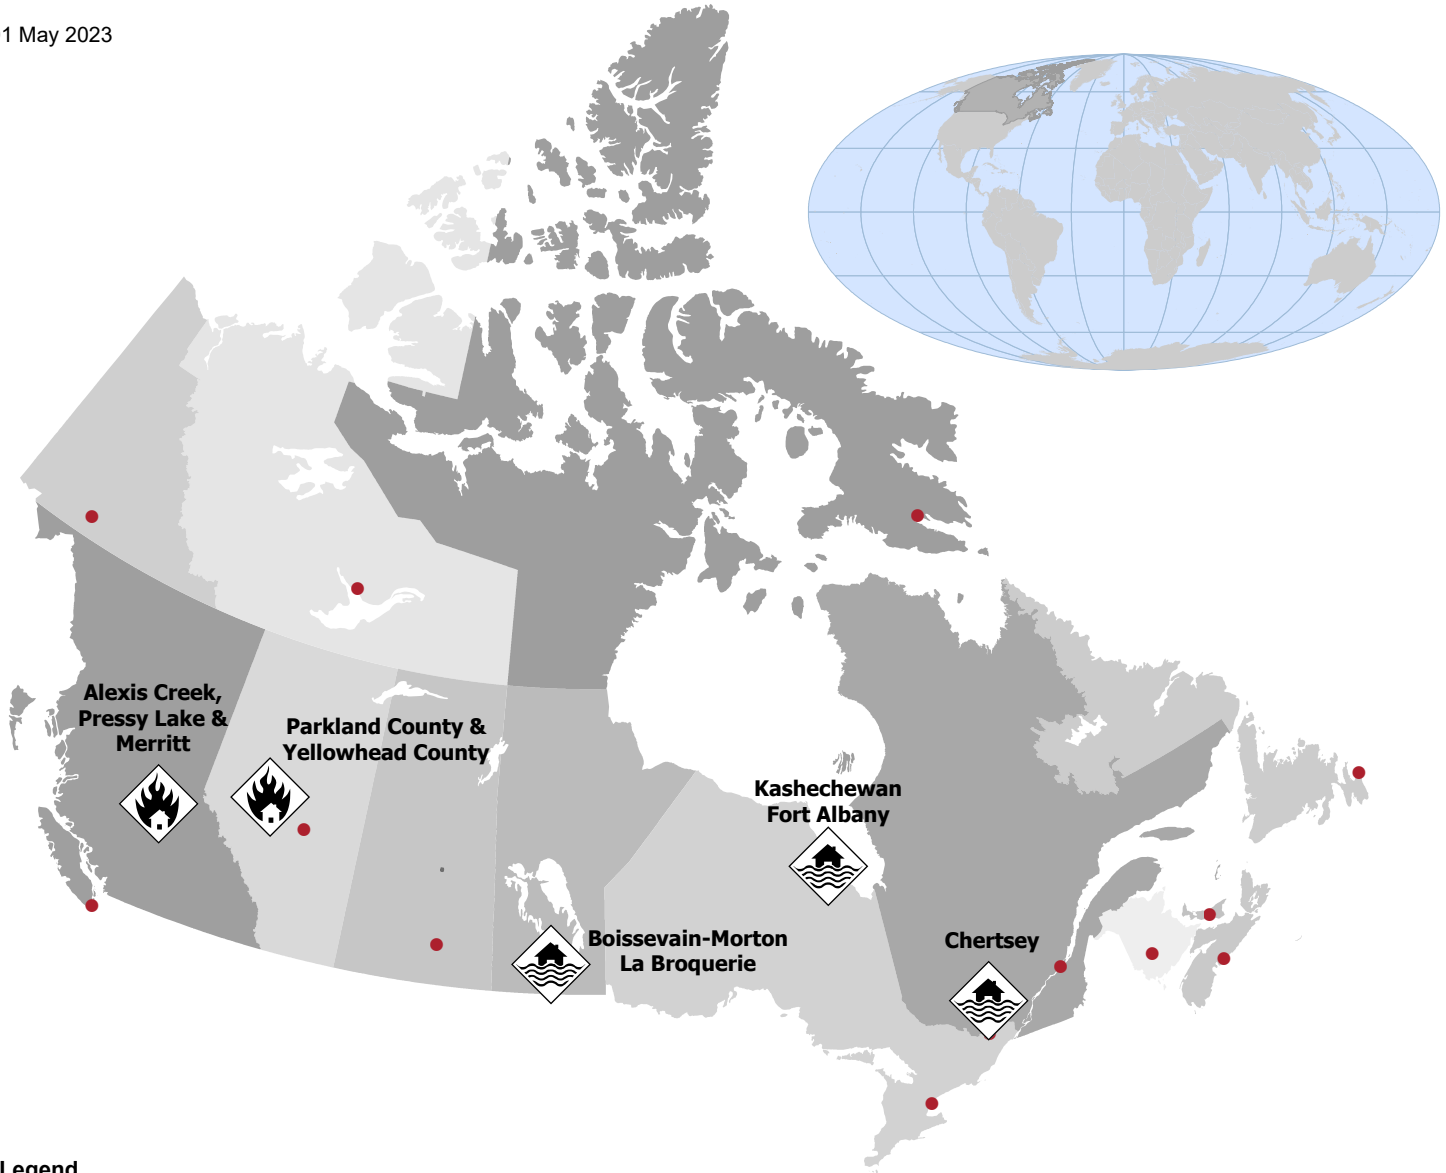 1 May 2023
Alexis Creek,
Pressy Lake &
Merritt
Parkland County &
Yellowhead County
Kashechewan
Fort Albany
Boissevain-Morton
La Broquerie
Chertsey
Legend